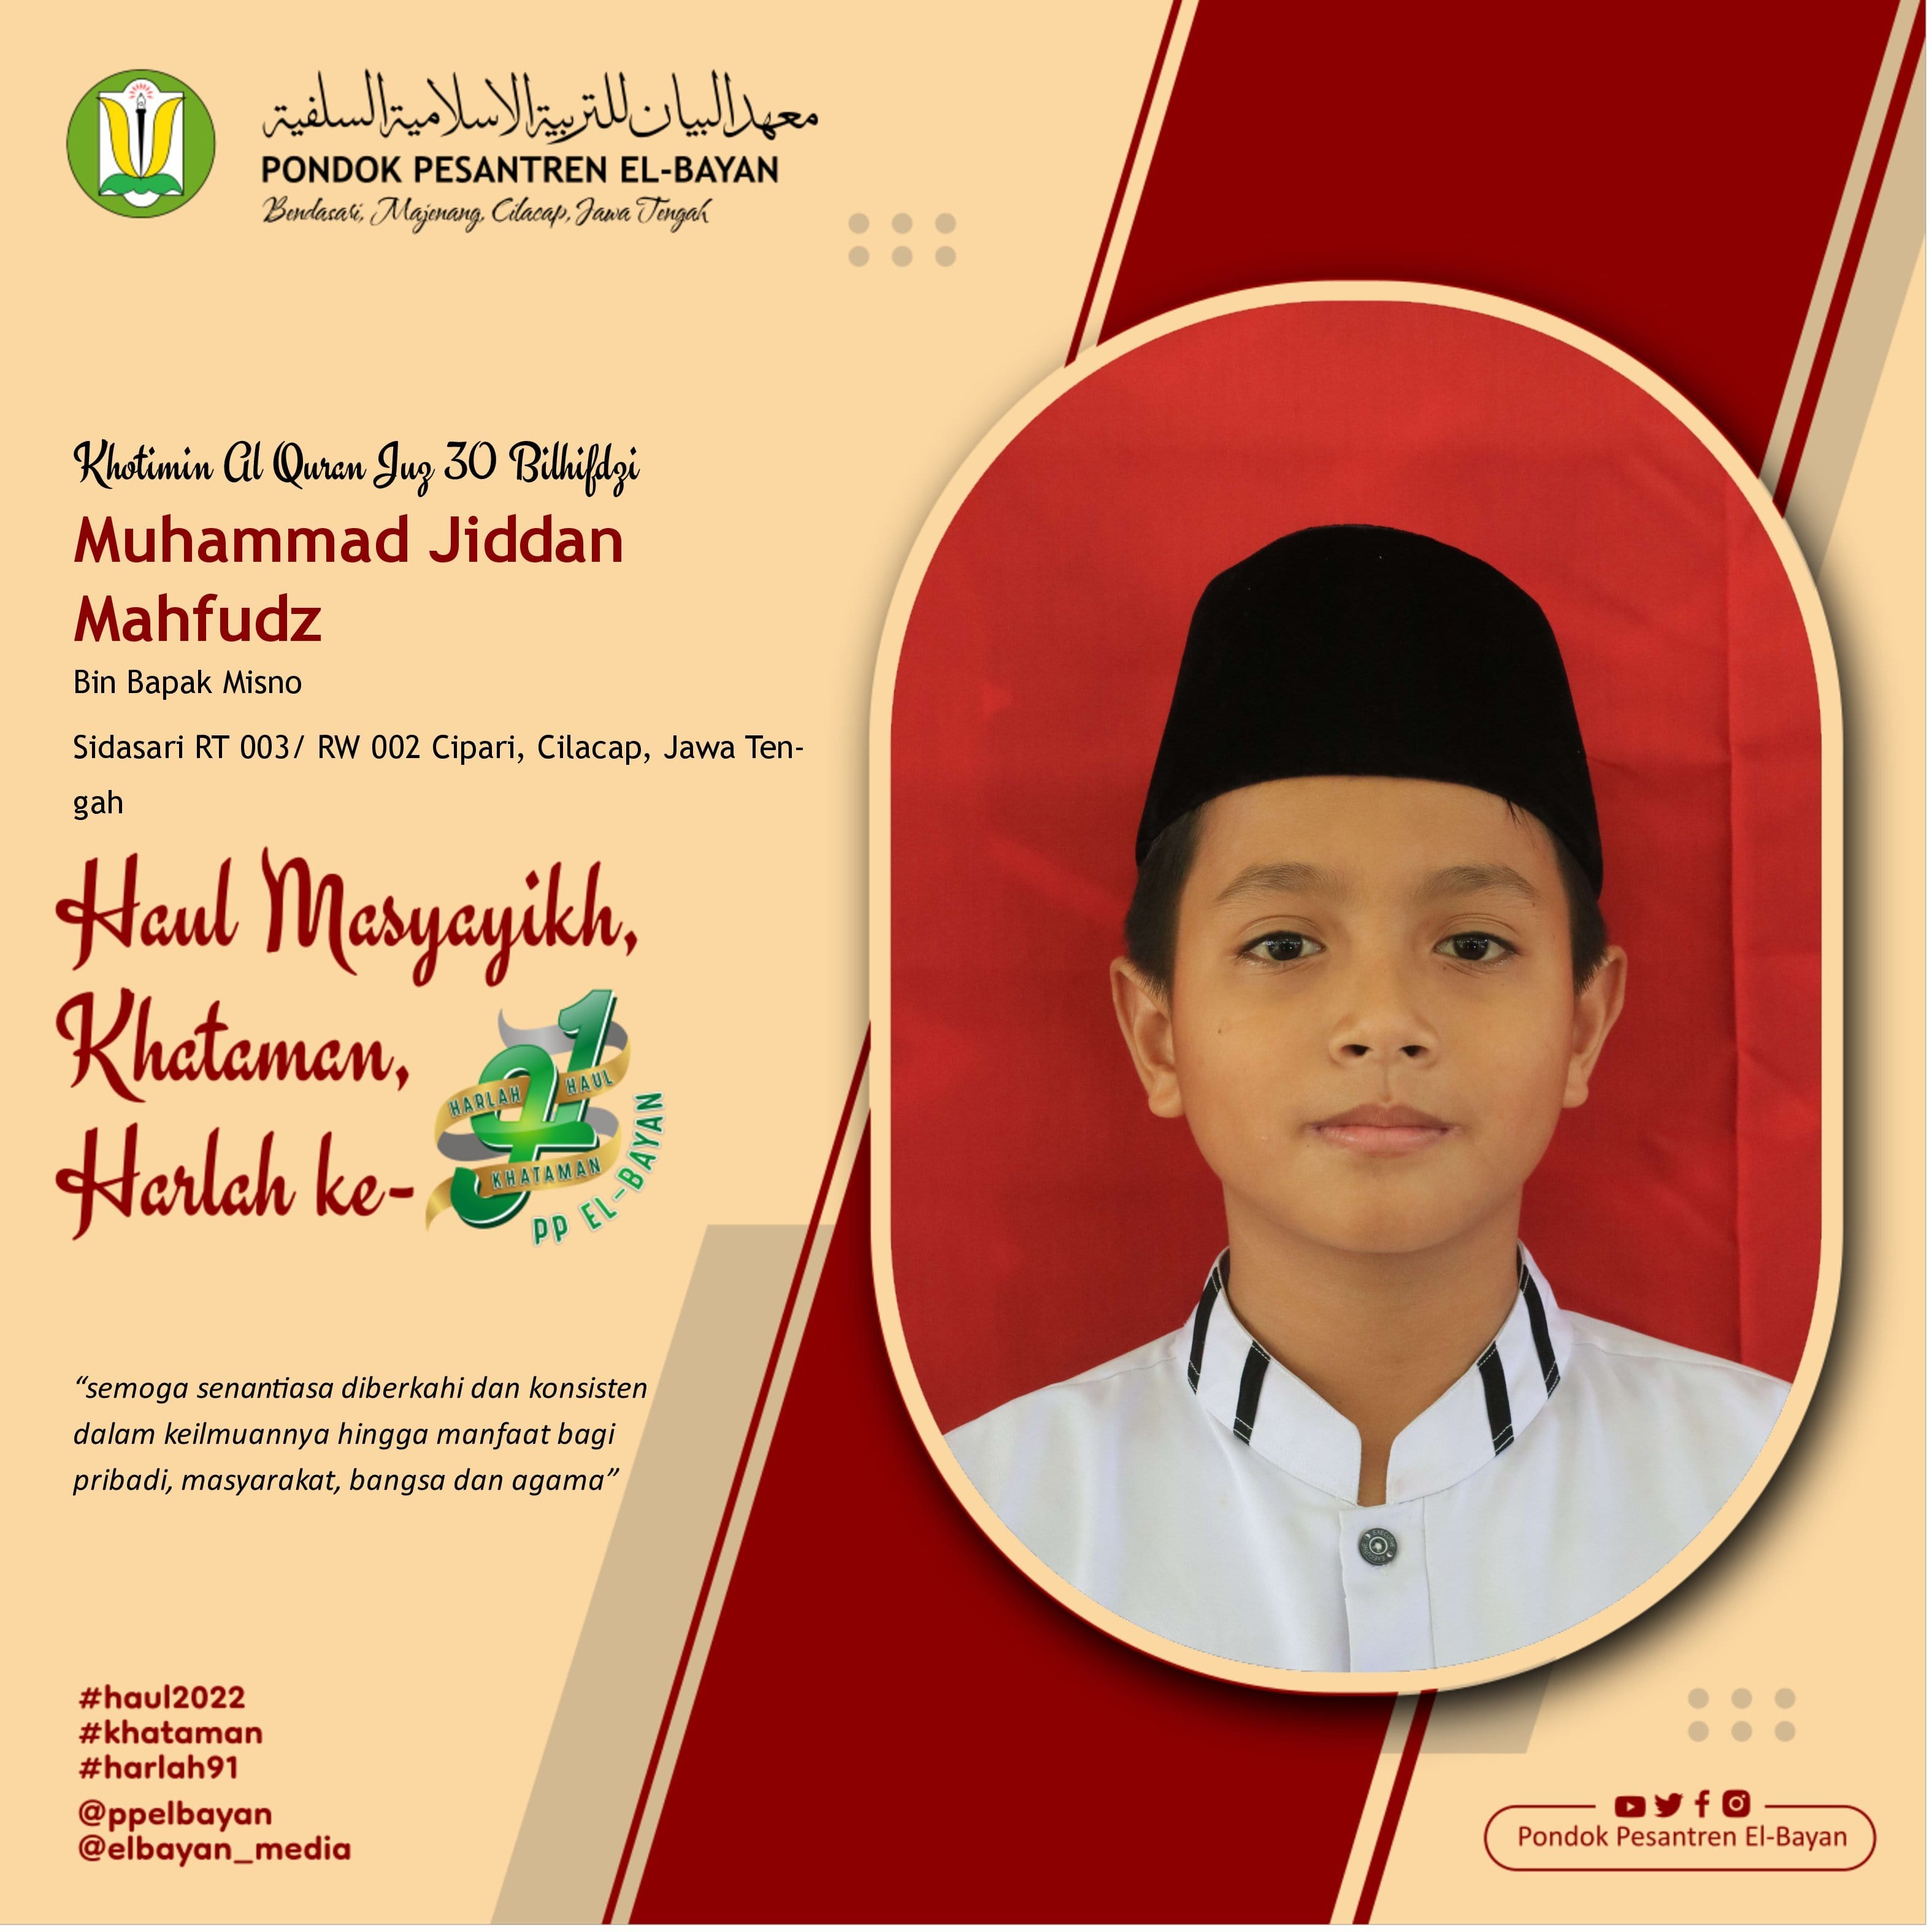 معهد البيان للتربية الاسلامية السلفية
PONDOK PESANTREN EL-BAYAN
Bendasari, Majenang, Cilacap, Jawa Tengah
Khotimin Al Quran Juz 30 Bilhifdzi
Muhammad Jiddan
Mahfudz
Bin Bapak Misno
Sidasari RT 003/ RW 002 Cipari, Cilacap, Jawa Ten-
gah
Haul Masyayikh,
Khataman,
Harlah ke-
91
HARLAH HAUL
KHATAMAN
PP EL-BAYAN
“semoga senantiasa diberkahi dan konsisten
dalam keilmuannya hingga manfaat bagi
pribadi, masyarakat, bangsa dan agama”
#haul2022
#khataman
#harlah91
@ppelbayan
@elbayan_media
Pondok Pesantren El-Bayan